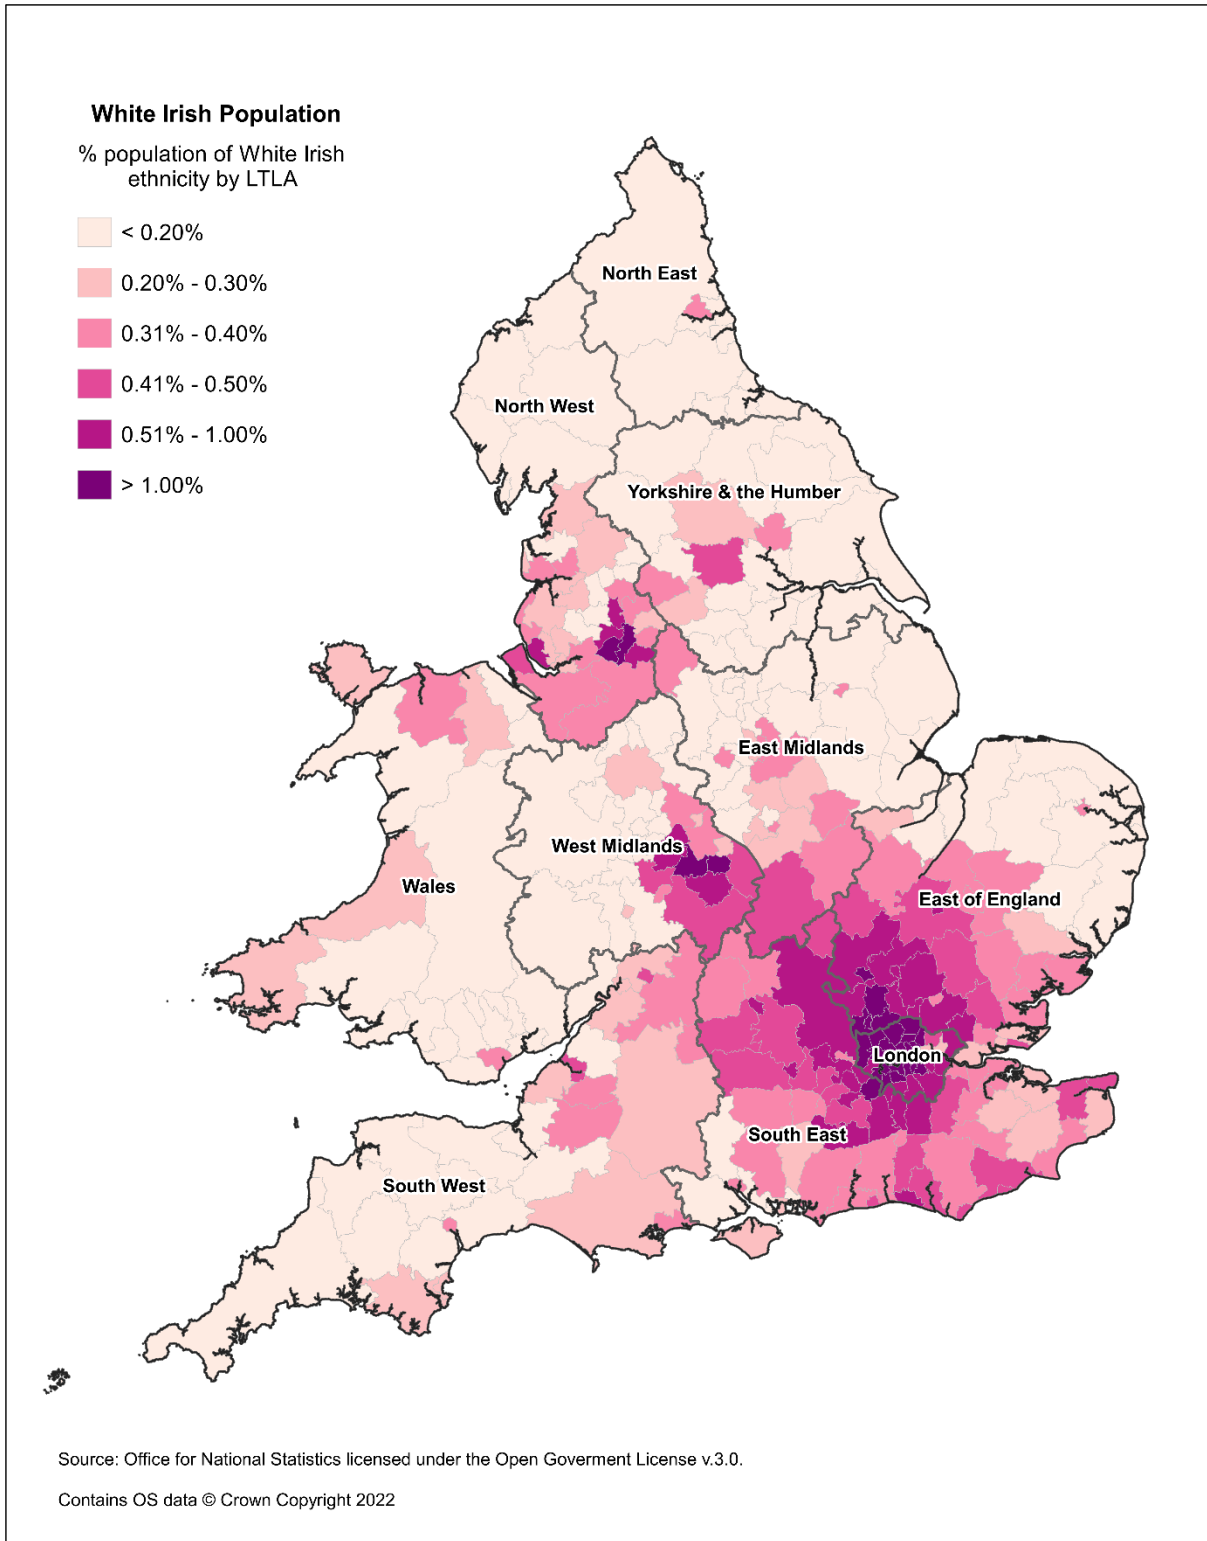 White Irish Population
% population of White Irish
ethnicity by LTLA
< 0.20%
0.20% - 0.30%
0.31% - 0.40%
0.41% - 0.50%
0.51% - 1.00%
> 1.00%
North East
North West
Yorkshire & the Humber
East Midlands
West Midlands
Wales
East of England
London
South East
South West
Source: Office for National Statistics licensed under the Open Goverment License v.3.0.
Contains OS data © Crown Copyright 2022